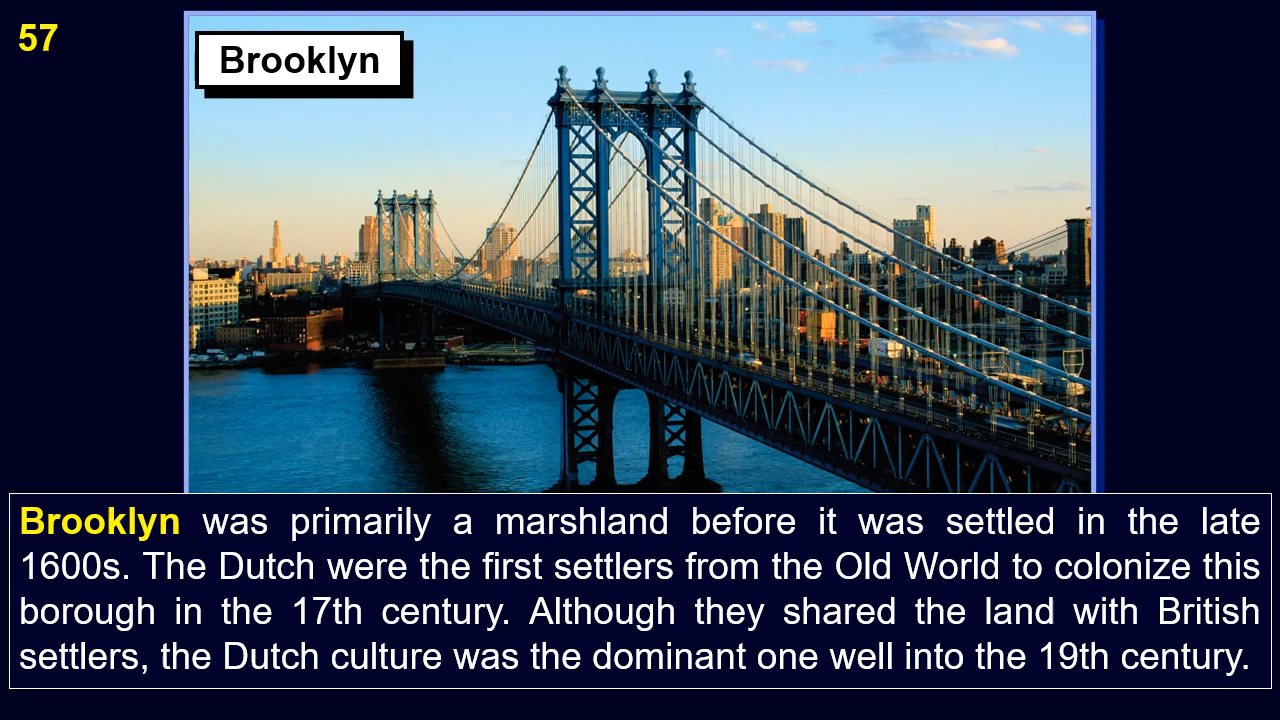 57
Brooklyn
Brooklyn was primarily a marshland before it was settled in the late
1600s. The Dutch were the first settlers from the Old World to colonize this
borough in the 17th century. Although they shared the land with British
settlers, the Dutch culture was the dominant one well into the 19th century.